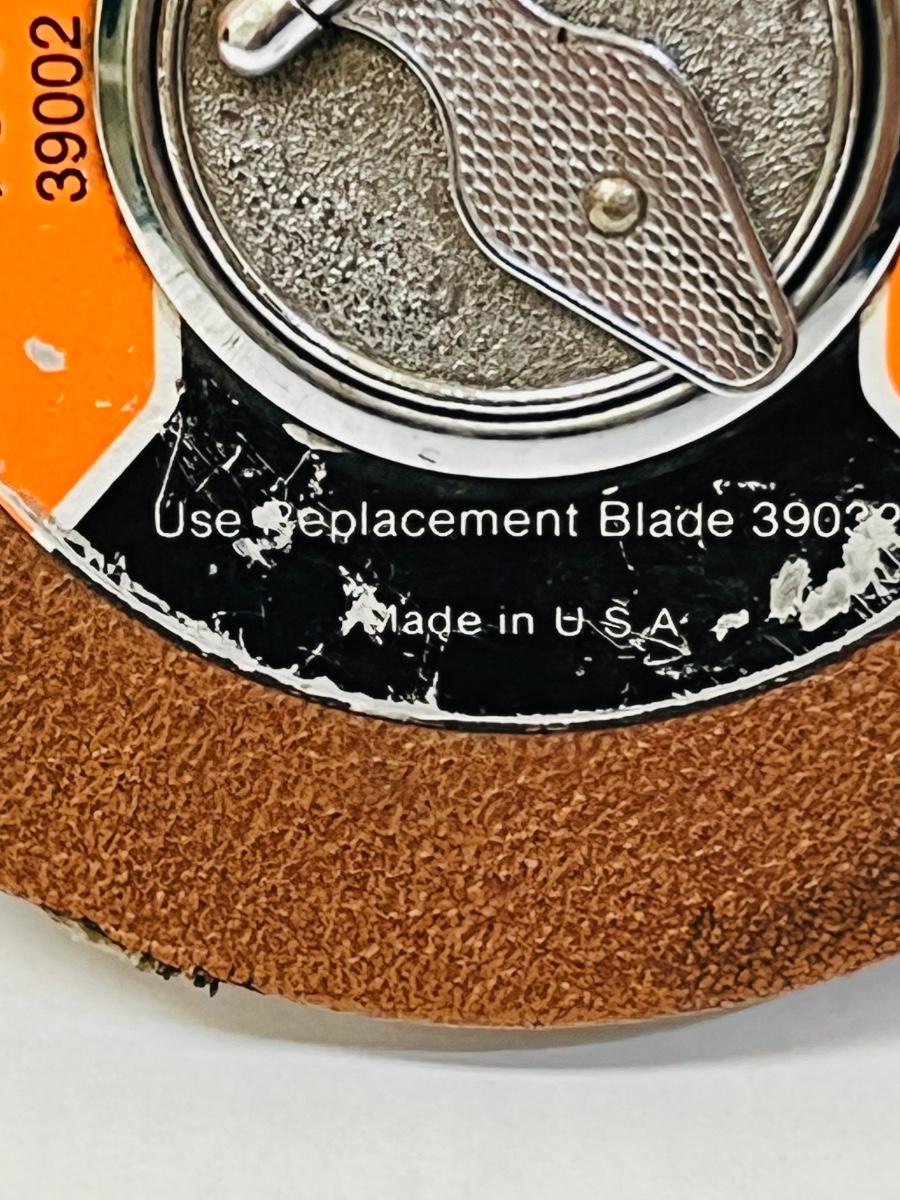 39002
Use Replacement Blade
Made in U S A